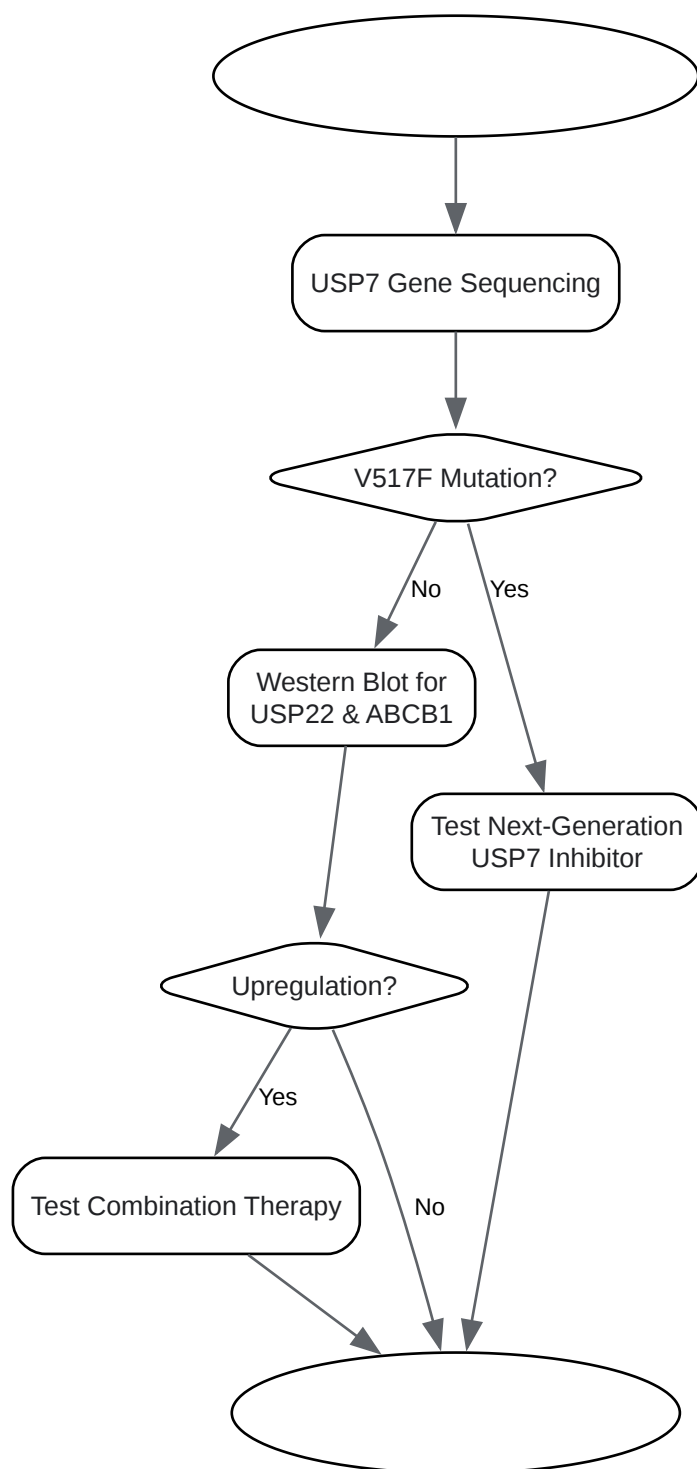 USP7 Gene Sequencing
V517F Mutation?
No
Yes
Western Blot for
USP22 & ABCB1
Test Next-Generation
USP7 Inhibitor
Upregulation?
Yes
Test Combination Therapy
No